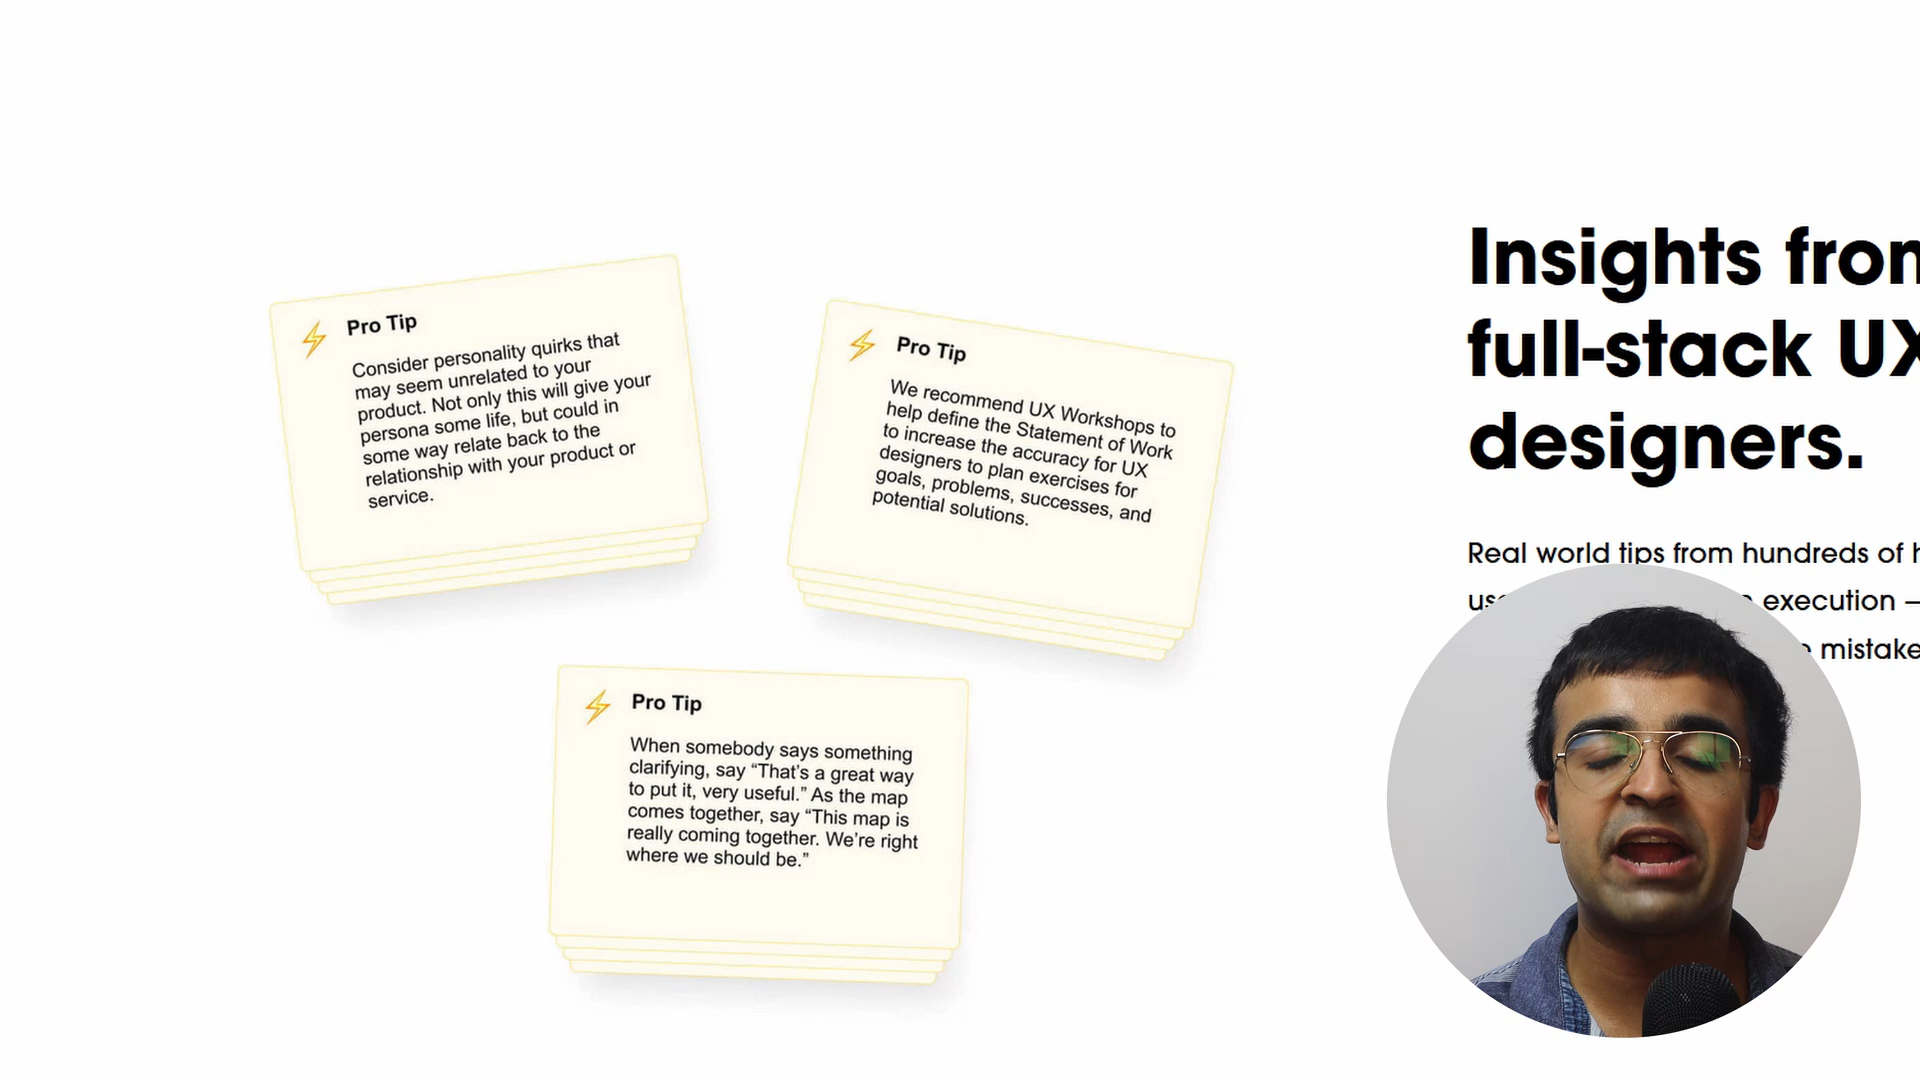 Pro Tip
Consider personality quirks that
may seem unrelated to your
product. Not only this will give your
persona some life, but could in
some way relate back to the
relationship with your product or
service.
Pro Tip
We recommend UX Workshops to
help define the Statement of Work
to increase the accuracy for UX
designers to plan exercises for
goals, problems, successes, and
potential solutions.
Pro Tip
When somebody says something
clarifying, say “That’s a great way
to put it, very useful.” As the map
comes together, say “This map is
really coming together. We’re right
where we should be.”
Insights from
full-stack UX
designers.
Real world tips from hundreds of
execution –
mistake